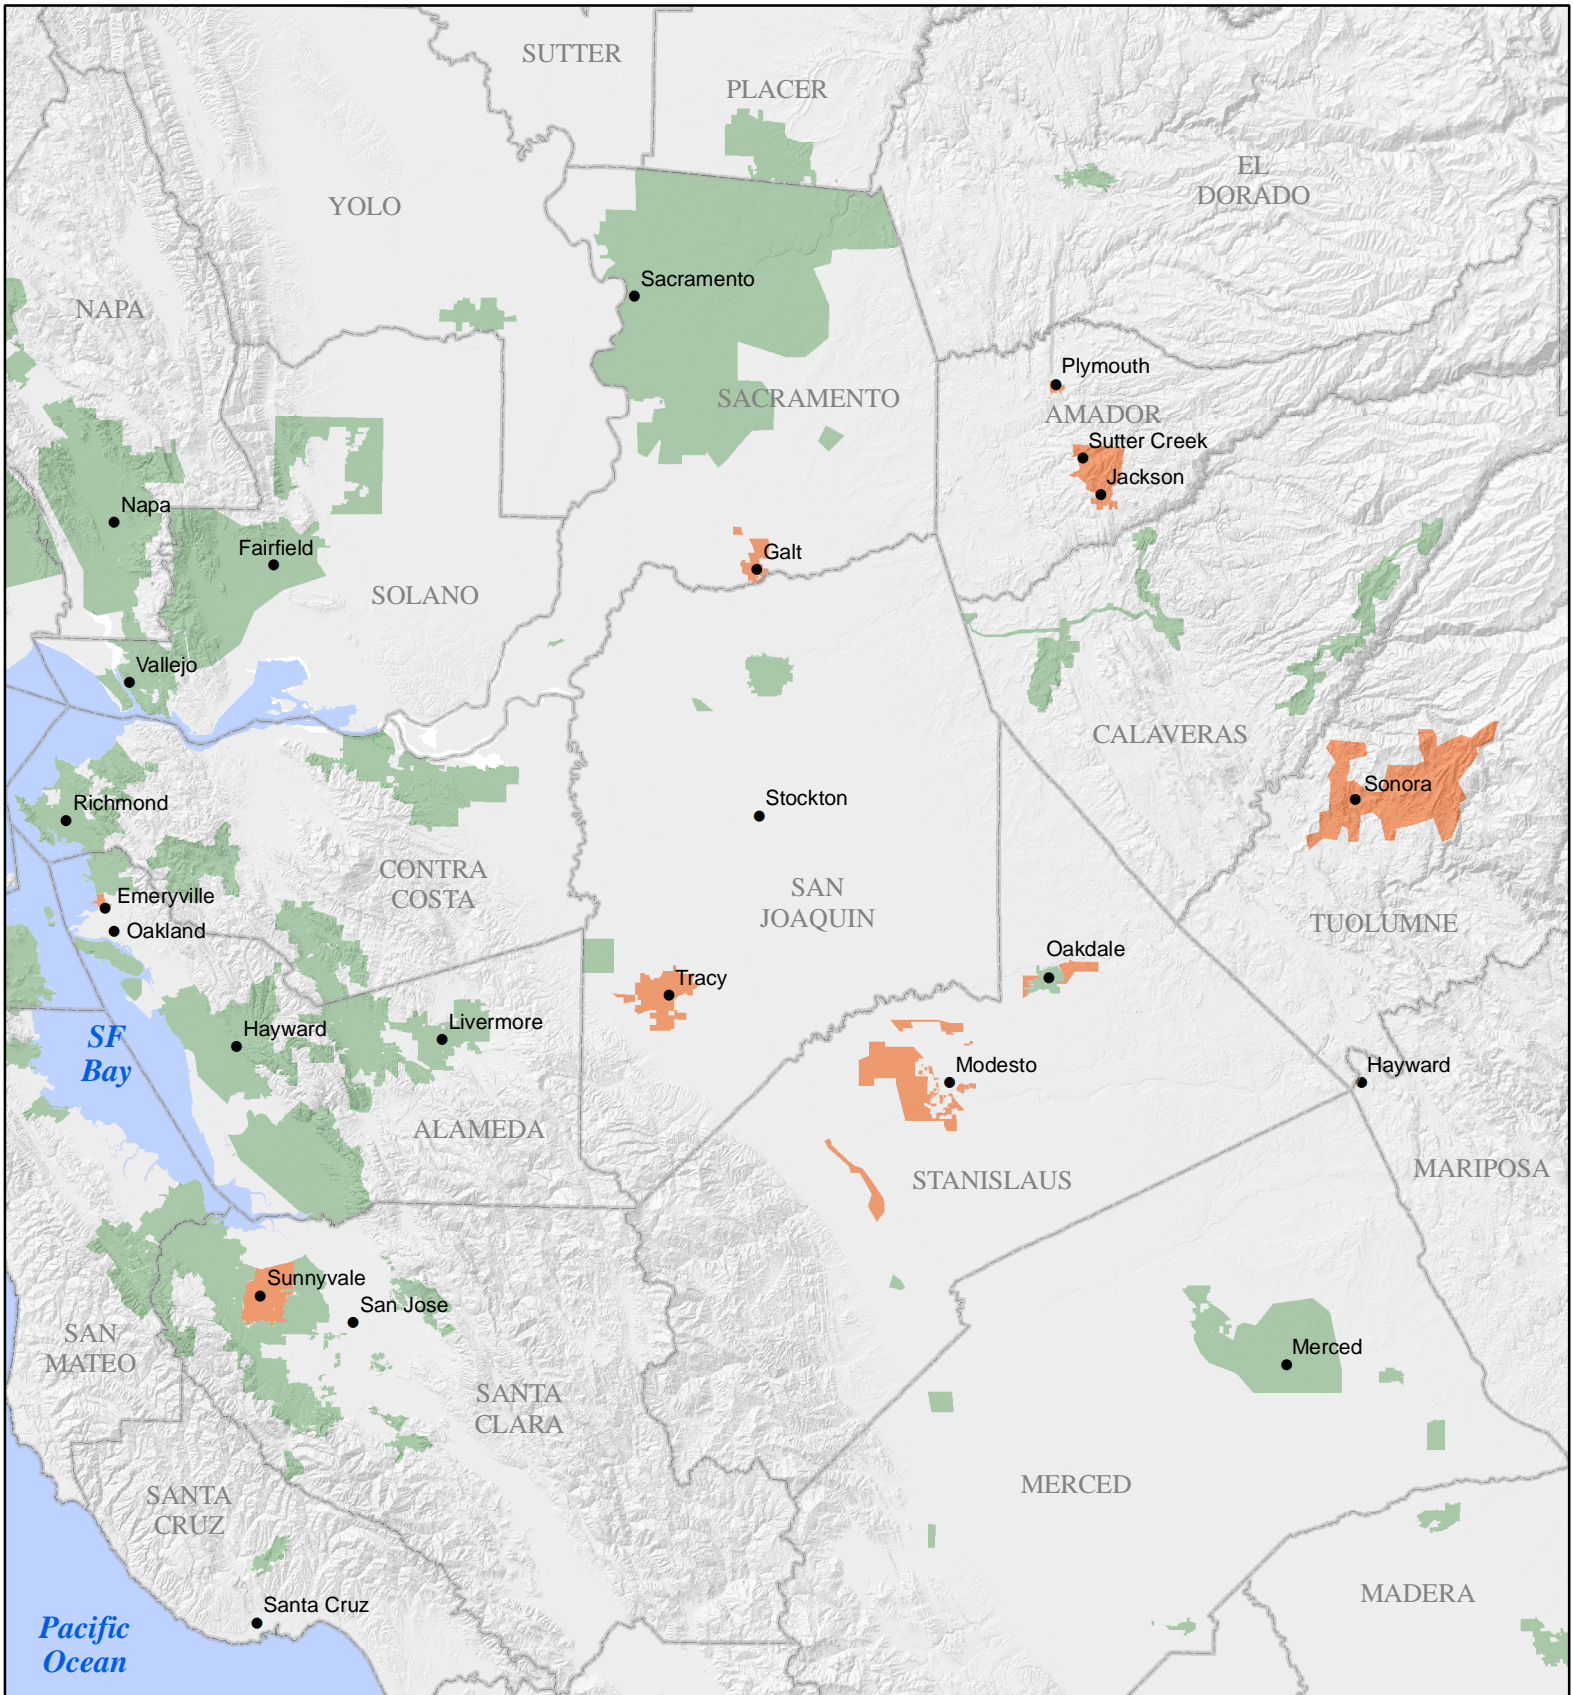 SUTTER
PLACER
EL
DORADO
YOLO
Sacramento
NAPA
Plymouth
SACRAMENTO
AMADOR
Sutter Creek
Jackson
Napa
Fairfield
Galt
SOLANO
Vallejo
CALAVERAS
Sonora
Richmond
Stockton
CONTRA
COSTA
SAN
JOAQUIN
Emeryville
Oakland
TUOLUMNE
Oakdale
Tracy
Hayward
Livermore
SF
Bay
Modesto
Hayward
ALAMEDA
STANISLAUS
MARIPOSA
Sunnyvale
San Jose
SAN
MATEO
Merced
SANTA
CLARA
MERCED
SANTA
CRUZ
MADERA
Santa Cruz
Pacific
Ocean